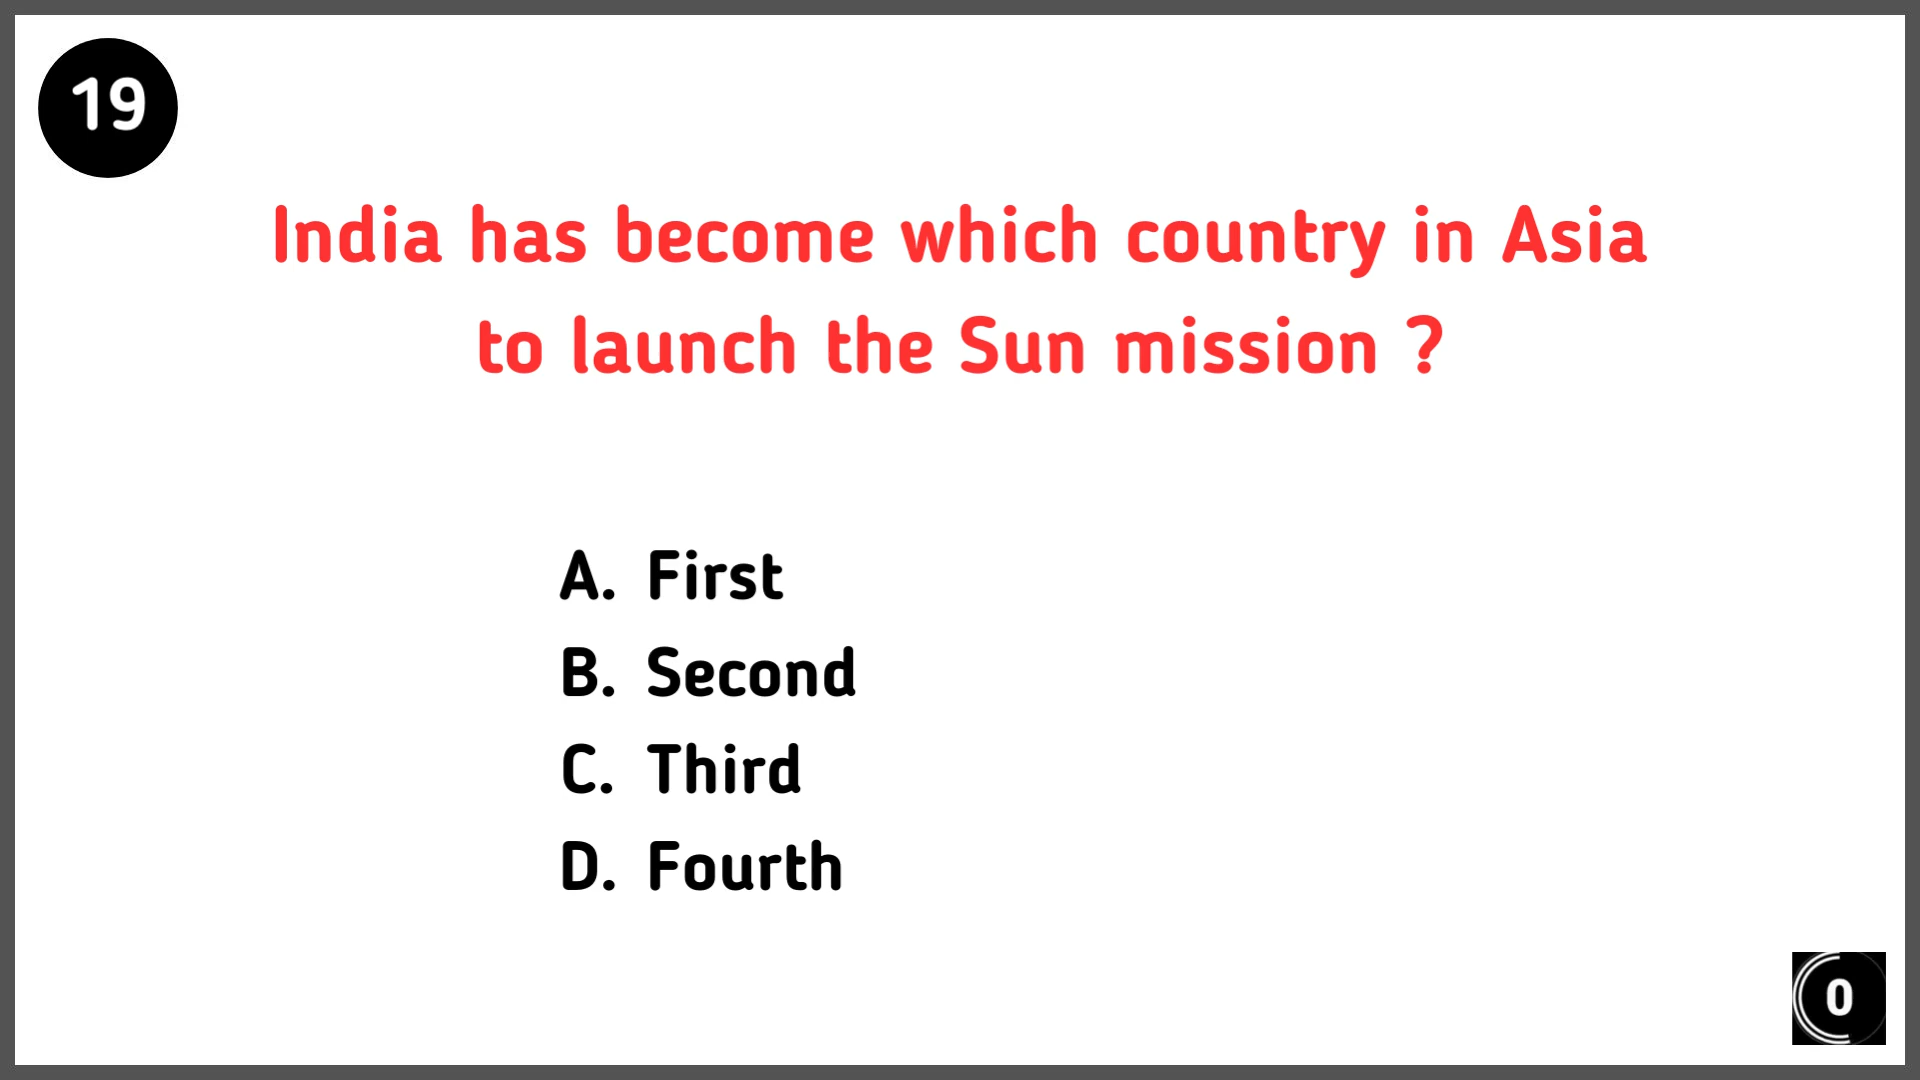 19
India has become which country in Asia
to launch the Sun mission ?
A. First
B. Second
C. Third
D. Fourth
0